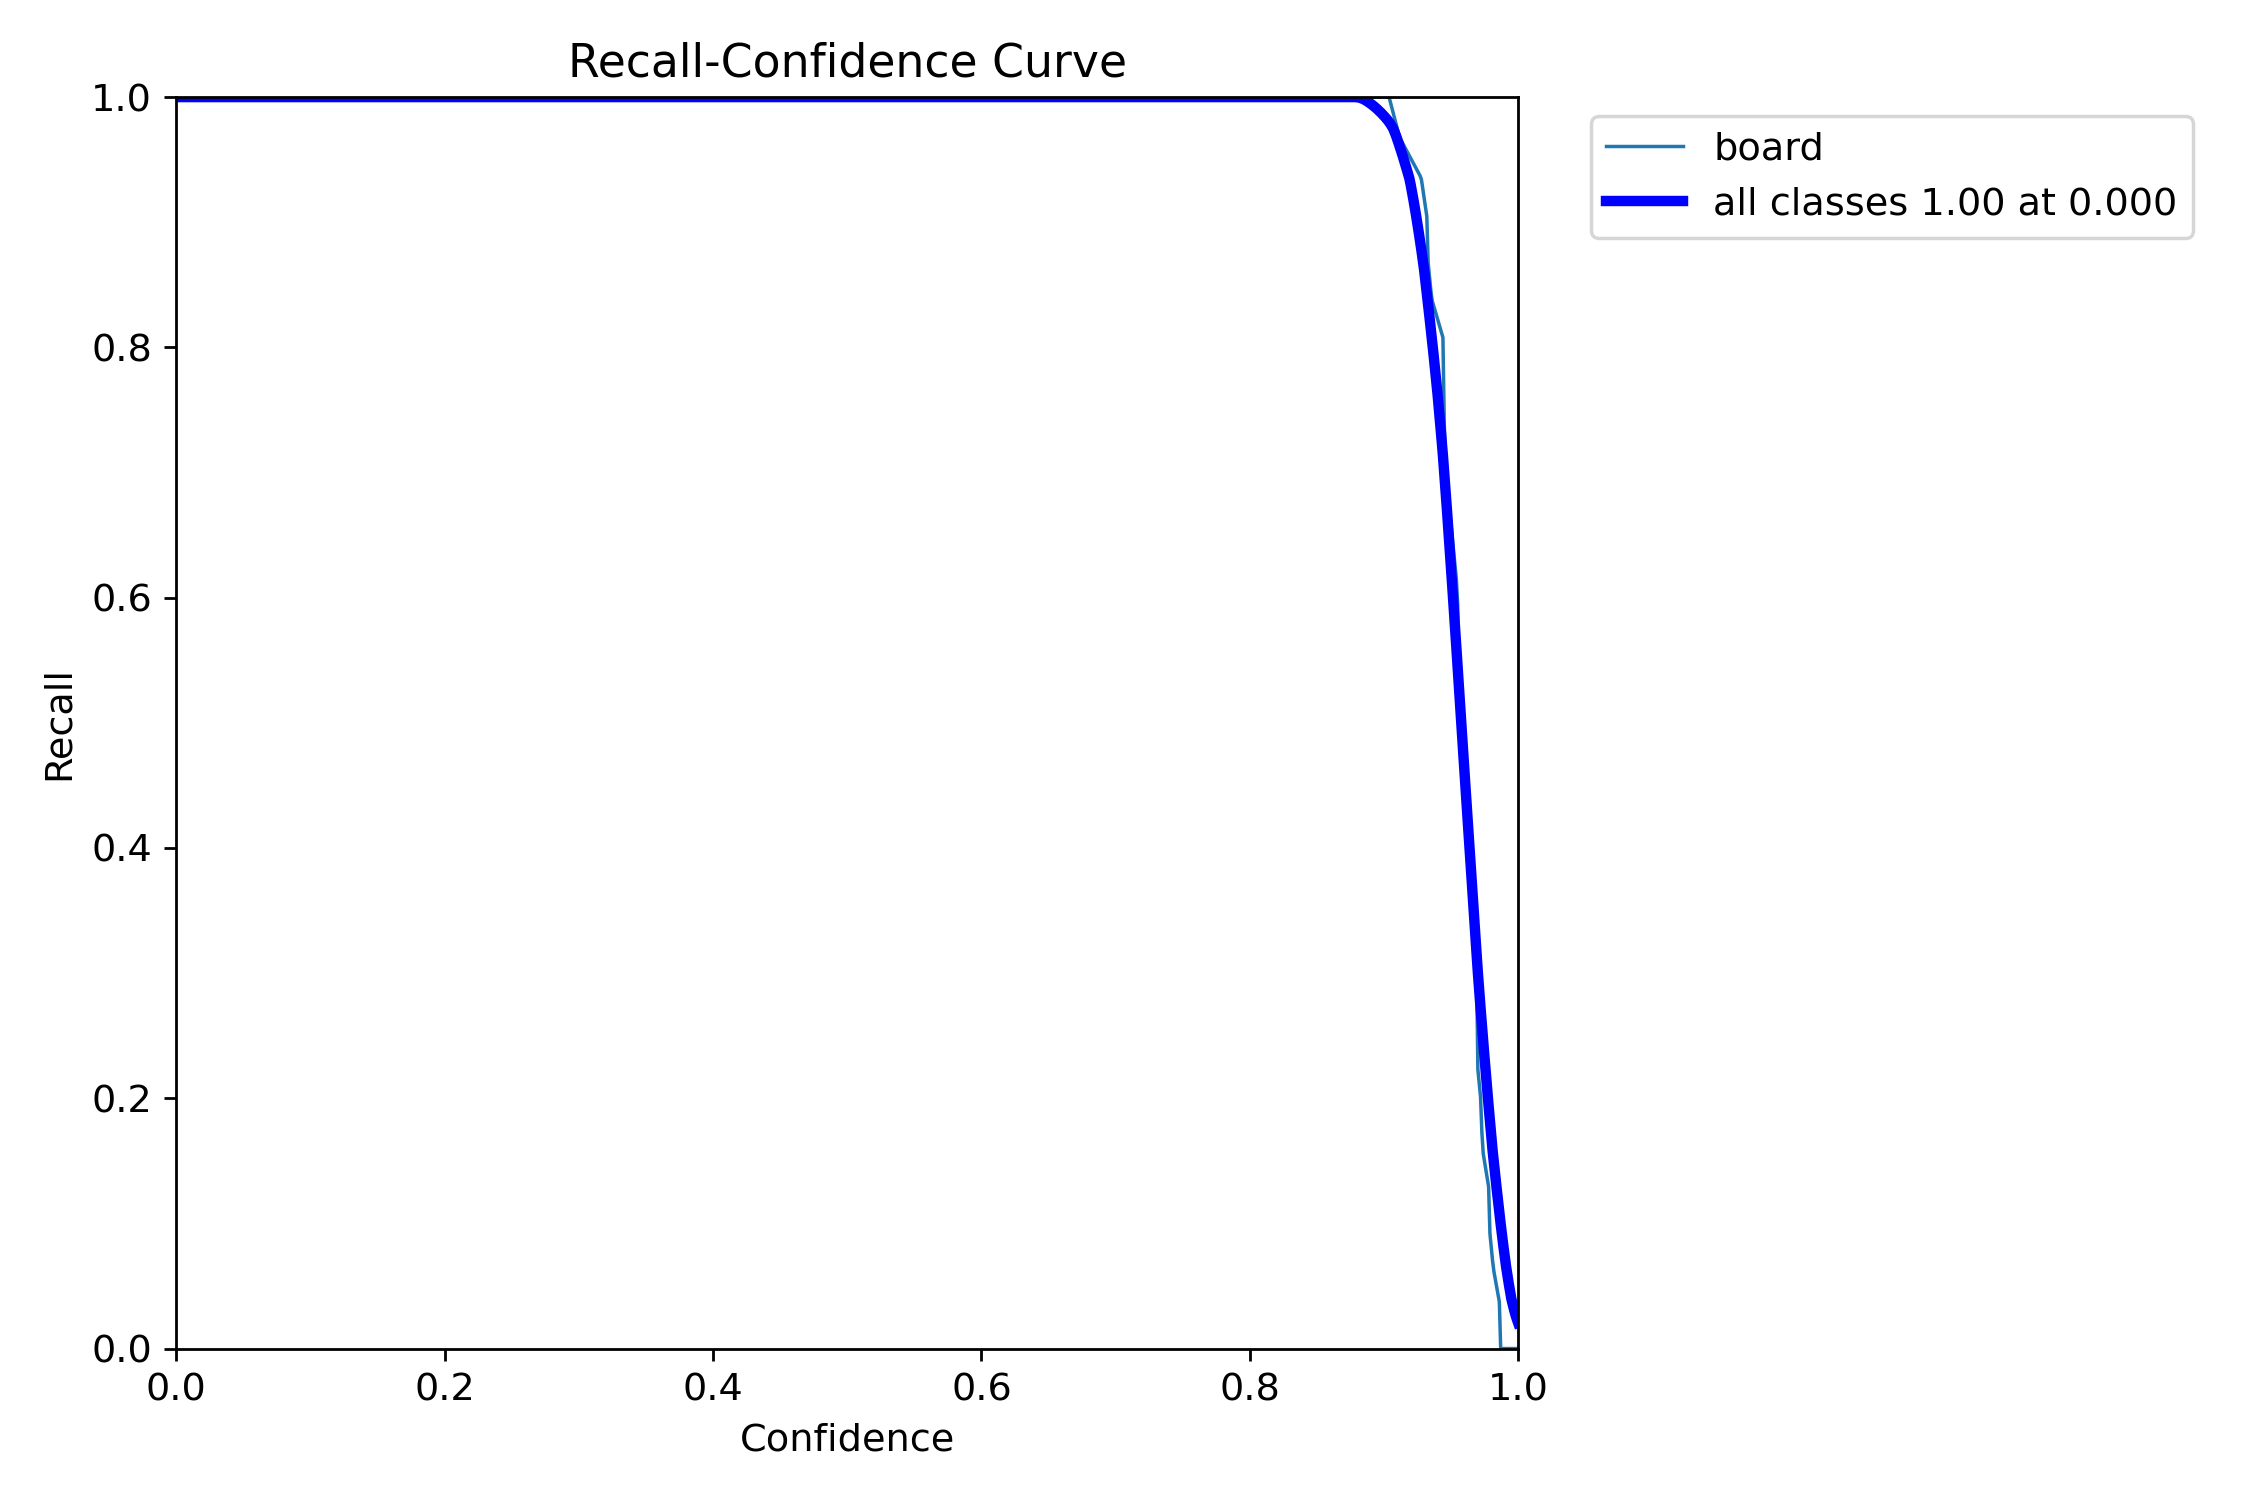 Recall-Confidence Curve
board
all classes 1.00 at 0.000
1.0
0.8
0.6
0.4
0.2
0.0
Recall
0.0 0.2 0.4 0.6 0.8 1.0
Confidence